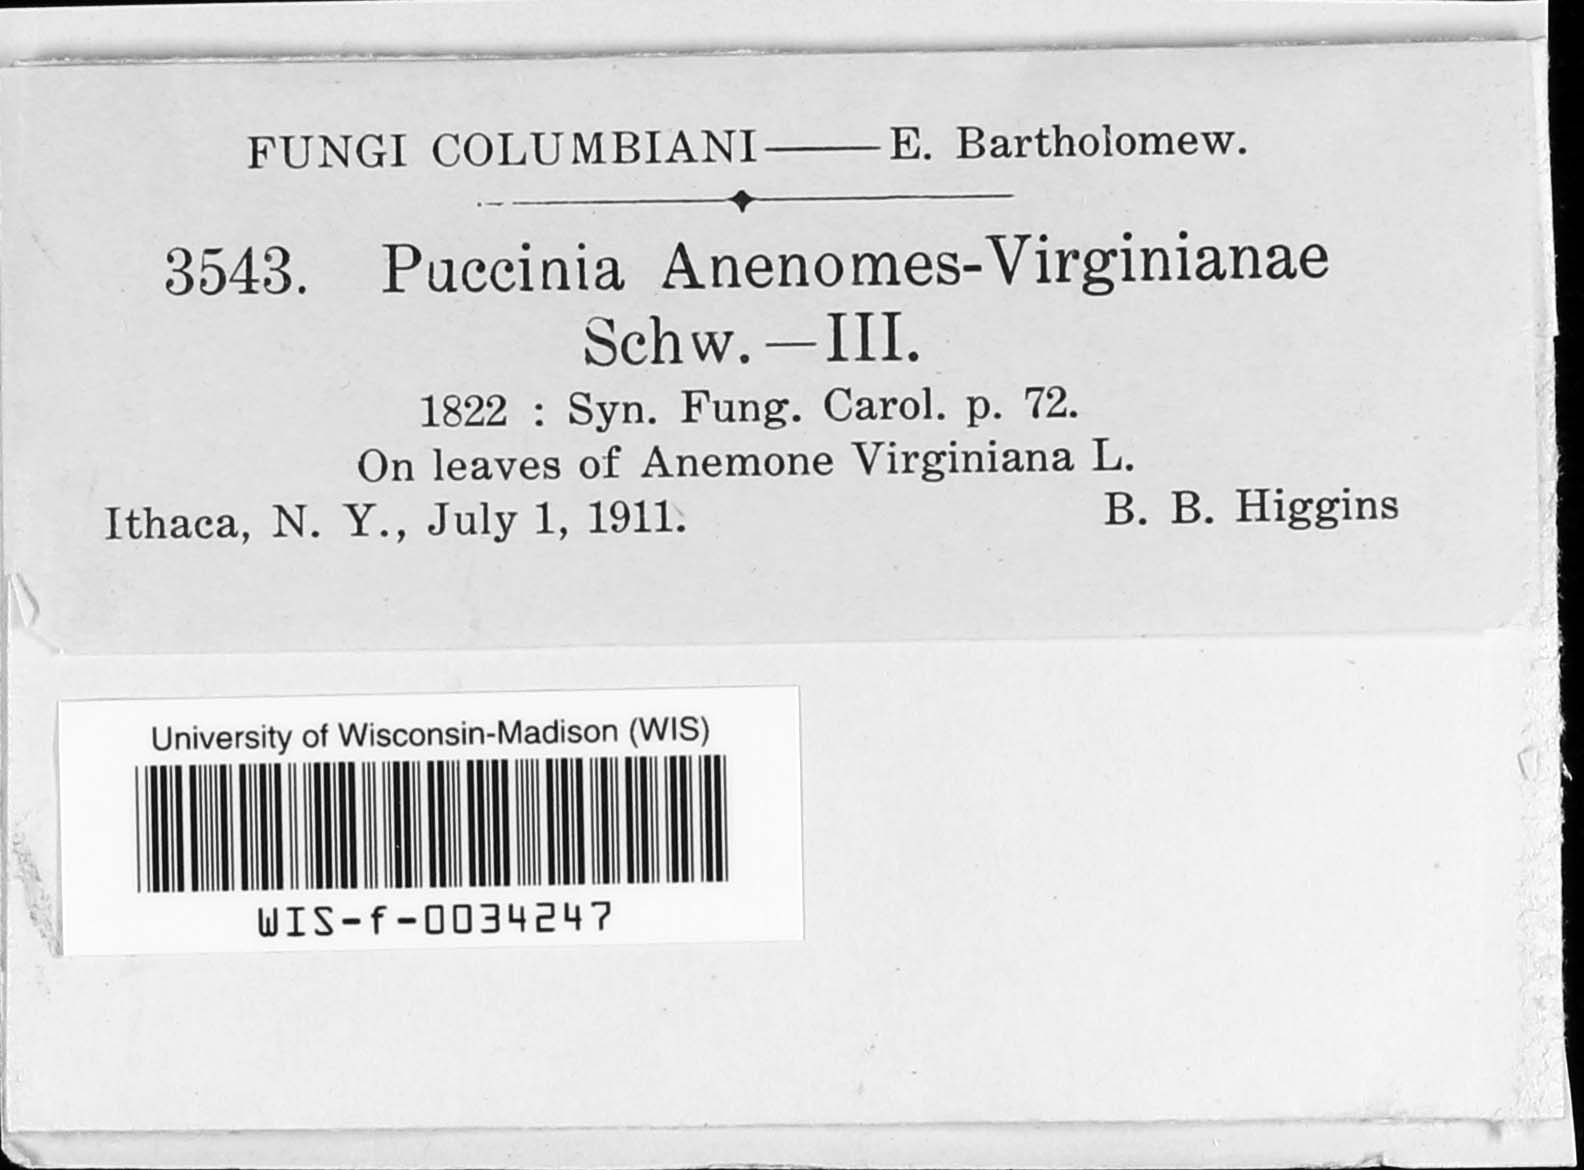 FUNGI COLUMBIANI—E. Bartholomew.
3543. Puccinia Anenomes-Virginianae
Schw.—III.
1822 : Syn. Fung. Carol. p. 72.
On leaves of Anemone Virginiana L.
Ithaca, N. Y., July 1, 1911. B. B. Higgins
University of Wisconsin-Madison (WIS)
WIS-f-0034247